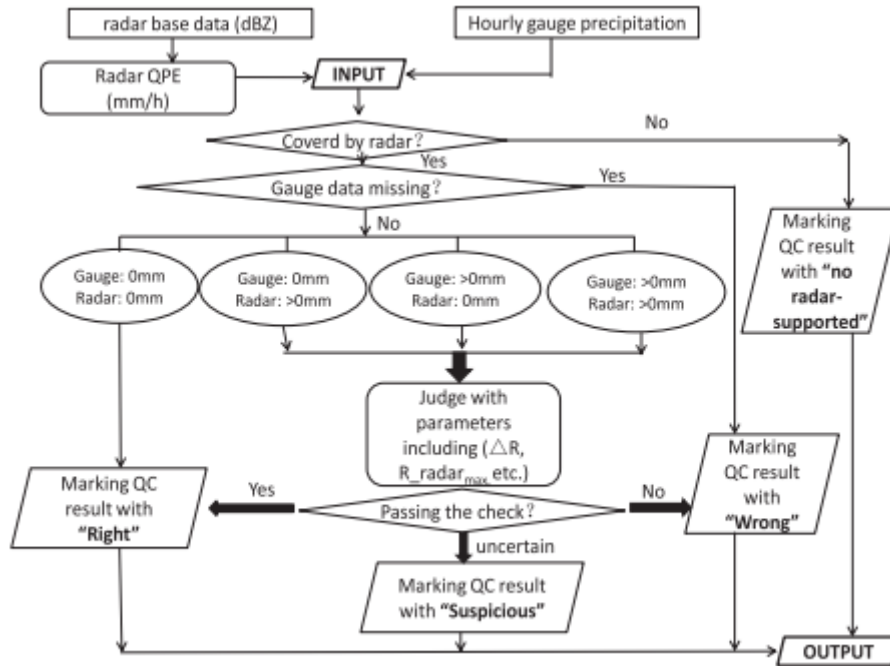 radar base data (dBZ)
Hourly gauge precipitation
Radar QPE
(mm/h)
INPUT
Coverd by radar?
No
Yes
Gauge data missing?
Yes
No
Gauge: 0mm
Radar: 0mm
Gauge: 0mm
Radar: >0mm
Gauge: >0mm
Radar: 0mm
Gauge: >0mm
Radar: >0mm
Marking
QC result
with "no
radar-
supported"
Judge with
parameters
including (△R,
R_radarmax, etc.)
Marking QC
result with
"Right"
Yes
Passing the check?
No
Marking
QC result
with
"Wrong"
uncertain
Marking QC result
with "Suspicious"
OUTPUT